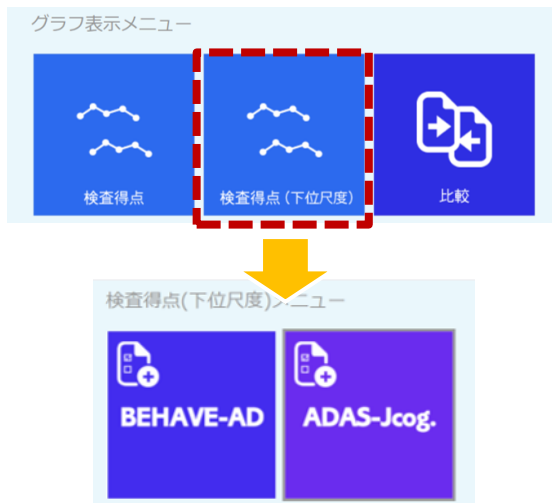 グラフ表示メニュー
検査得点
検査得点(下位尺度)
比較
検査得点(下位尺度)メニュー
BEHAVE-AD
ADAS-Jcog.